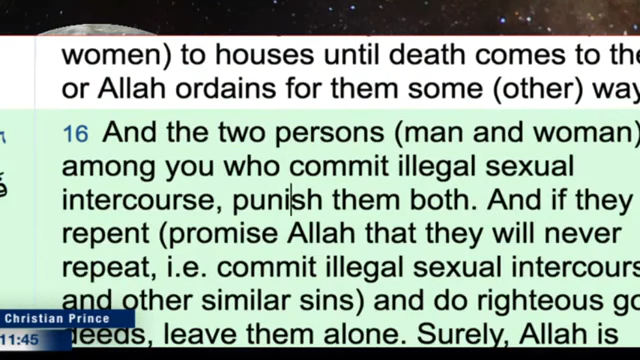 women) to houses until death comes to the
or Allah ordains for them some (other) way
16 And the two persons (man and woman)
among you who commit illegal sexual
intercourse, punish them both. And if they
repent (promise Allah that they will never
repeat, i.e. commit illegal sexual intercours
and other similar sins) and do righteous go
deeds, leave them alone. Surely, Allah is
Christian Prince
11:45